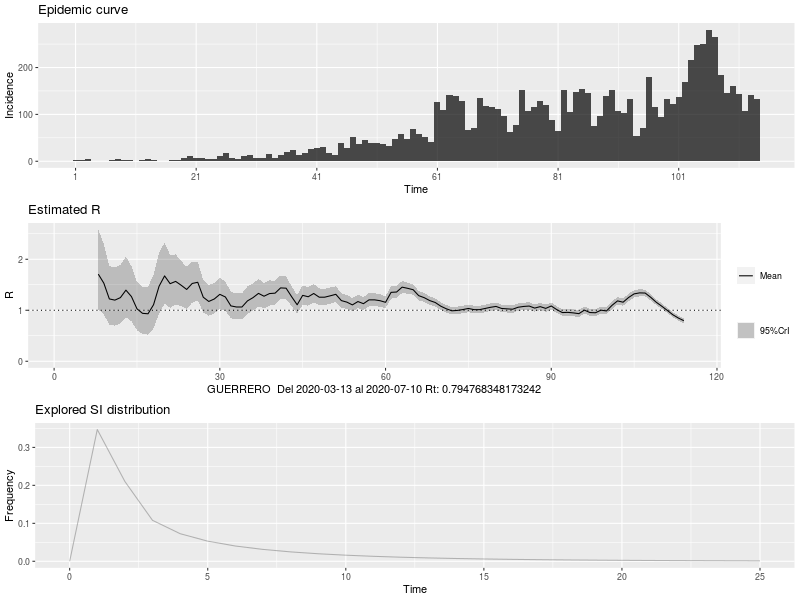 Epidemic curve
Incidence
200
100
0
1 21 41 61 81 101
Time
Estimated R
R
2
1
0
Mean
95%CrI
0 30 60 90 120
GUERRERO  Del 2020-03-13 al 2020-07-10 Rt: 0.794768348173242
Explored SI distribution
Frequency
0.3
0.2
0.1
0.0
0 5 10 15 20 25
Time